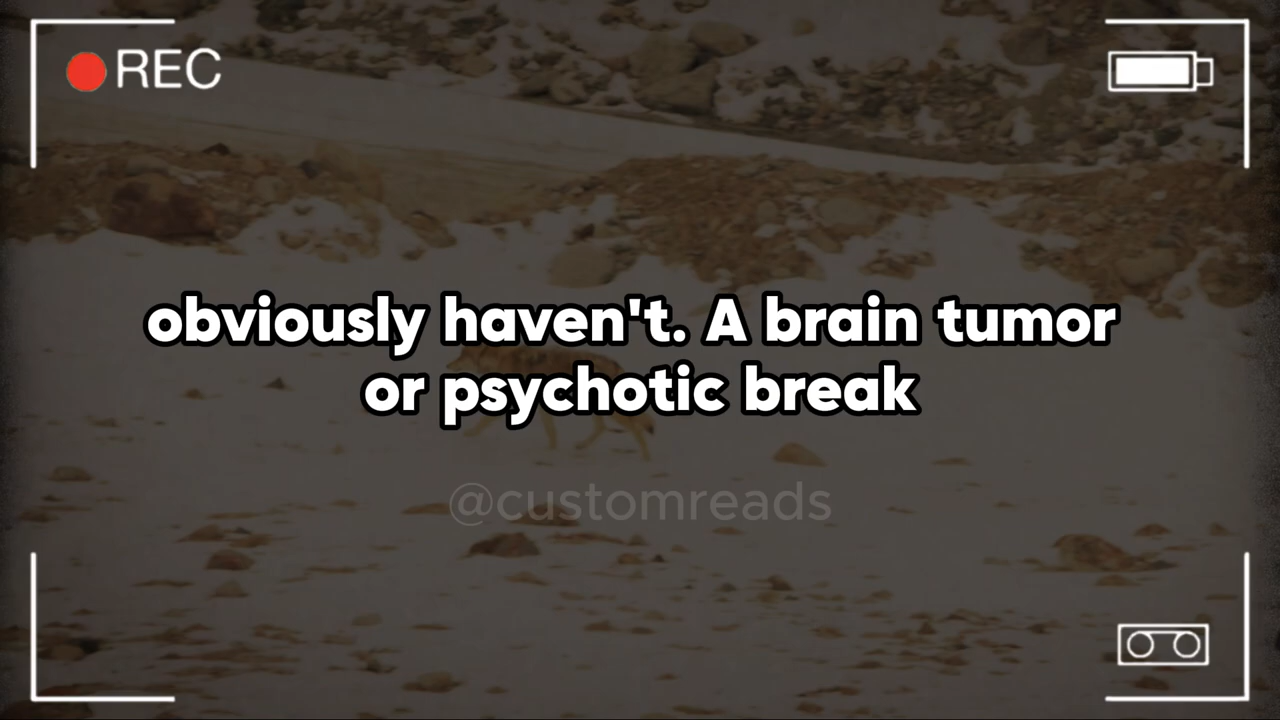 REC
obviously haven't. A brain tumor
or psychotic break
@customreads